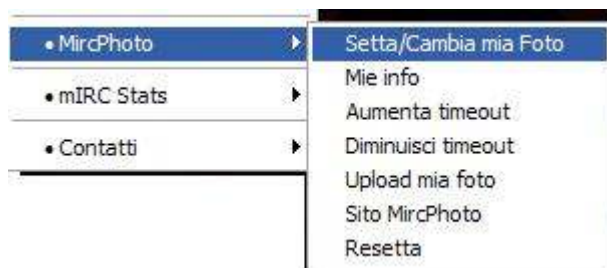 • MircPhoto
• mIRC Stats
• Contatti
Setta/Cambia mia Foto
Mie info
Aumenta timeout
Diminuisci timeout
Upload mia foto
Sito MircPhoto
Resetta